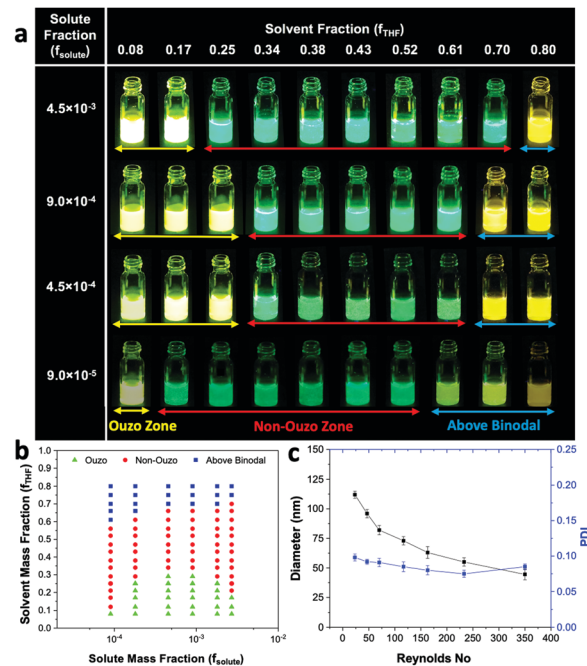 a
Solute
Fraction
(fsolute)
Solvent Fraction (fTHF)
0.08 0.17 0.25 0.34 0.38 0.43 0.52 0.61 0.70 0.80
4.5×10-3
9.0×10-4
4.5×10-4
9.0×10-5
Ouzo Zone Non-Ouzo Zone Above Binodal
b
Ouzo Non-Ouzo Above Binodal
Solvent Mass Fraction (fTHF)
1.0
0.9
0.8
0.7
0.6
0.5
0.4
0.3
0.2
0.1
0.0
10-4 10-3 10-2
Solute Mass Fraction (fsolute)
c
Diameter (nm)
150
125
100
75
50
25
0
0.25
0.20
0.15
0.10
0.05
0.00
PDI
0 50 100 150 200 250 300 350 400
Reynolds No